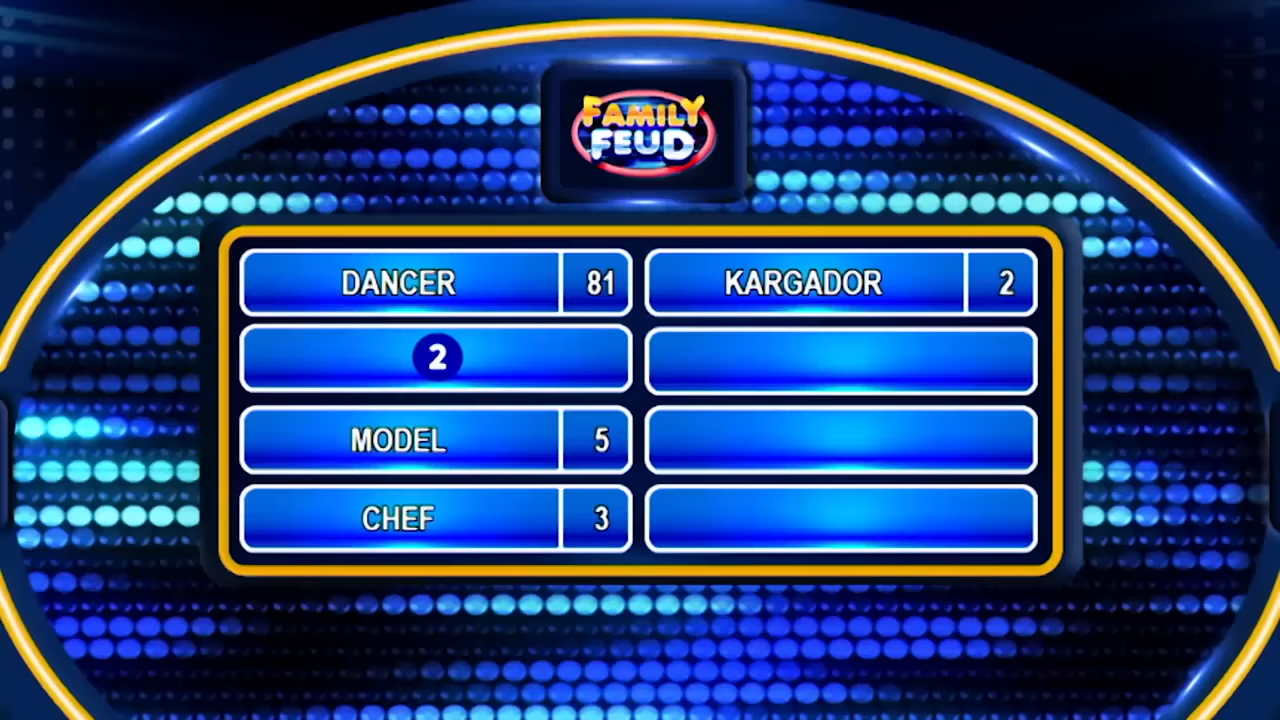 FAMILY
FEUD
DANCER 81
KARGADOR 2
2
MODEL 5
CHEF 3